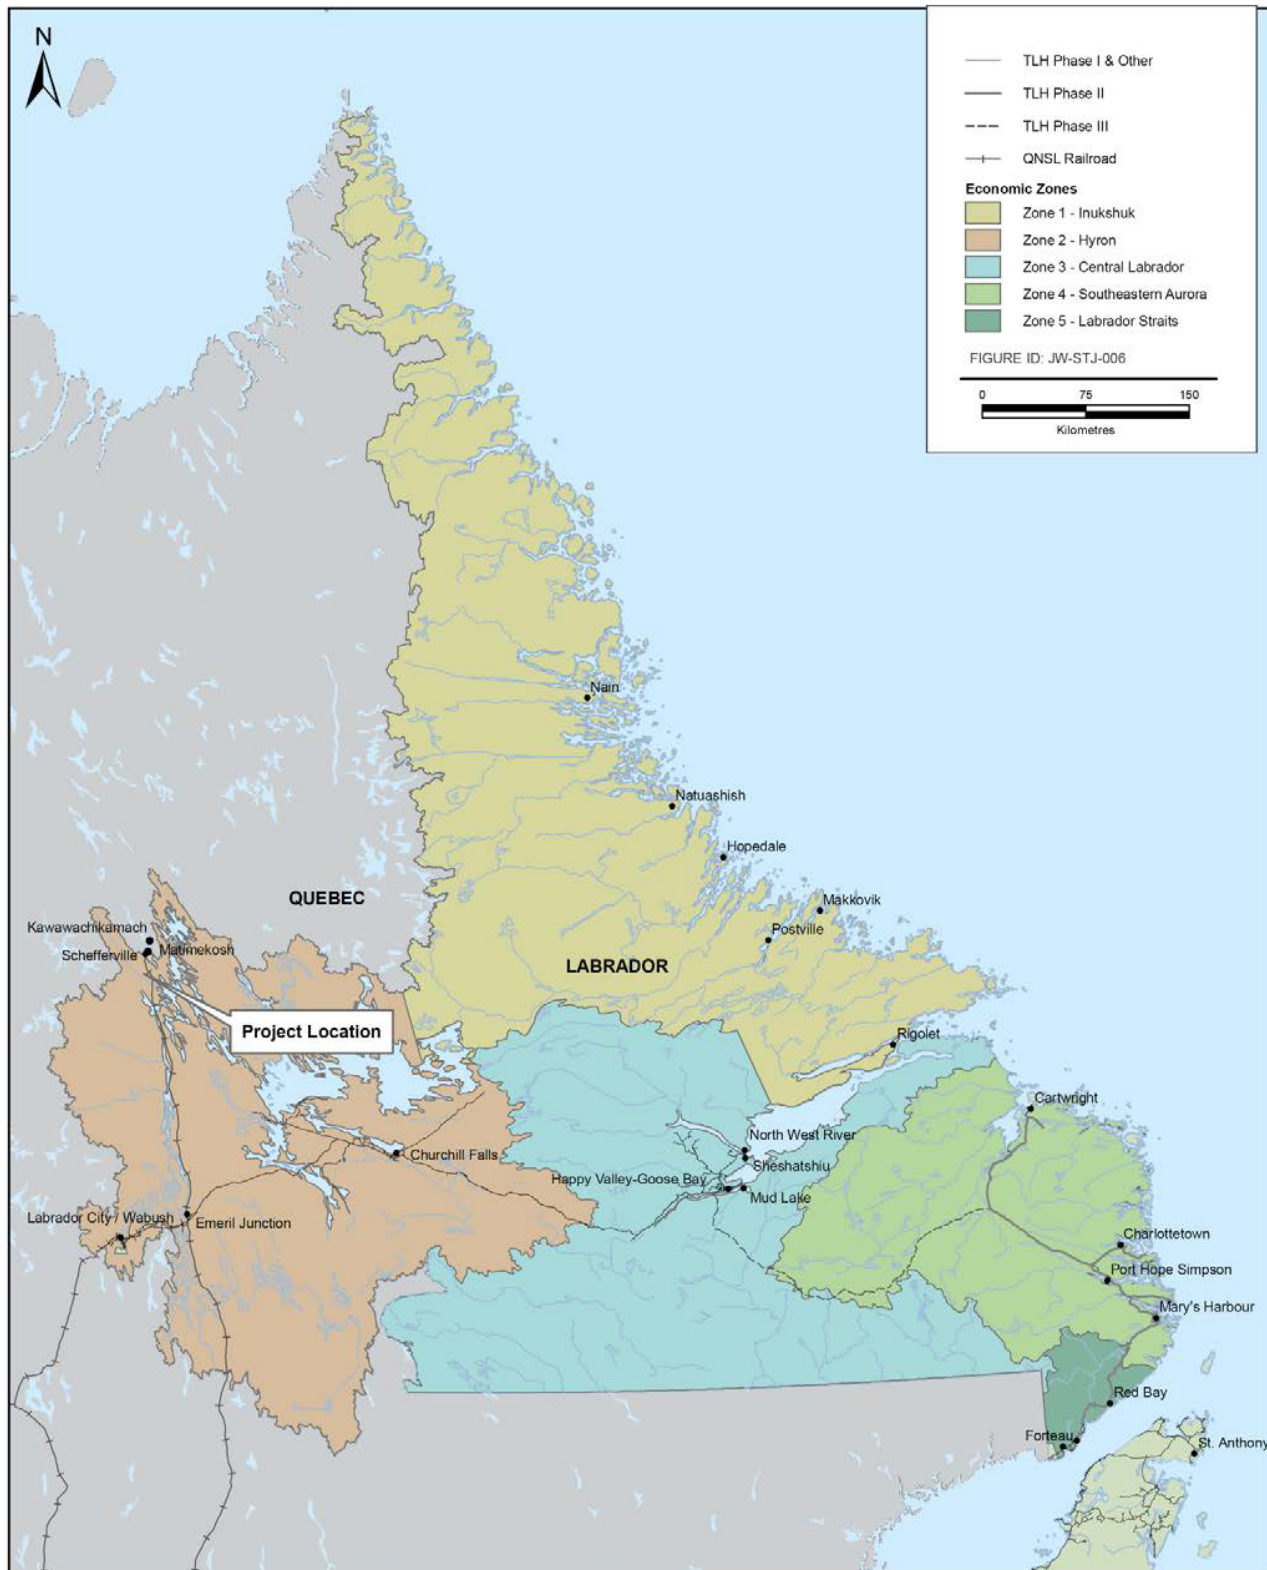 N
TLH Phase I & Other
TLH Phase II
TLH Phase III
QNSL Railroad
Economic Zones
Zone 1 - Inukshuk
Zone 2 - Hyron
Zone 3 - Central Labrador
Zone 4 - Southeastern Aurora
Zone 5 - Labrador Straits
FIGURE ID: JW-STJ-006
0 75 150
Kilometres
Nain
Natuashish
Hopedale
QUEBEC
Makkovik
Kawawachikamach
Postville
Schefferville
Matimekosh
LABRADOR
Project Location
Rigolet
Cartwright
North West River
Churchill Falls
Sheshatshiu
Happy Valley-Goose Bay
Mud Lake
Labrador City / Wabush
Emeril Junction
Charlottetown
Port Hope Simpson
Mary's Harbour
Red Bay
Forteau
St. Anthony